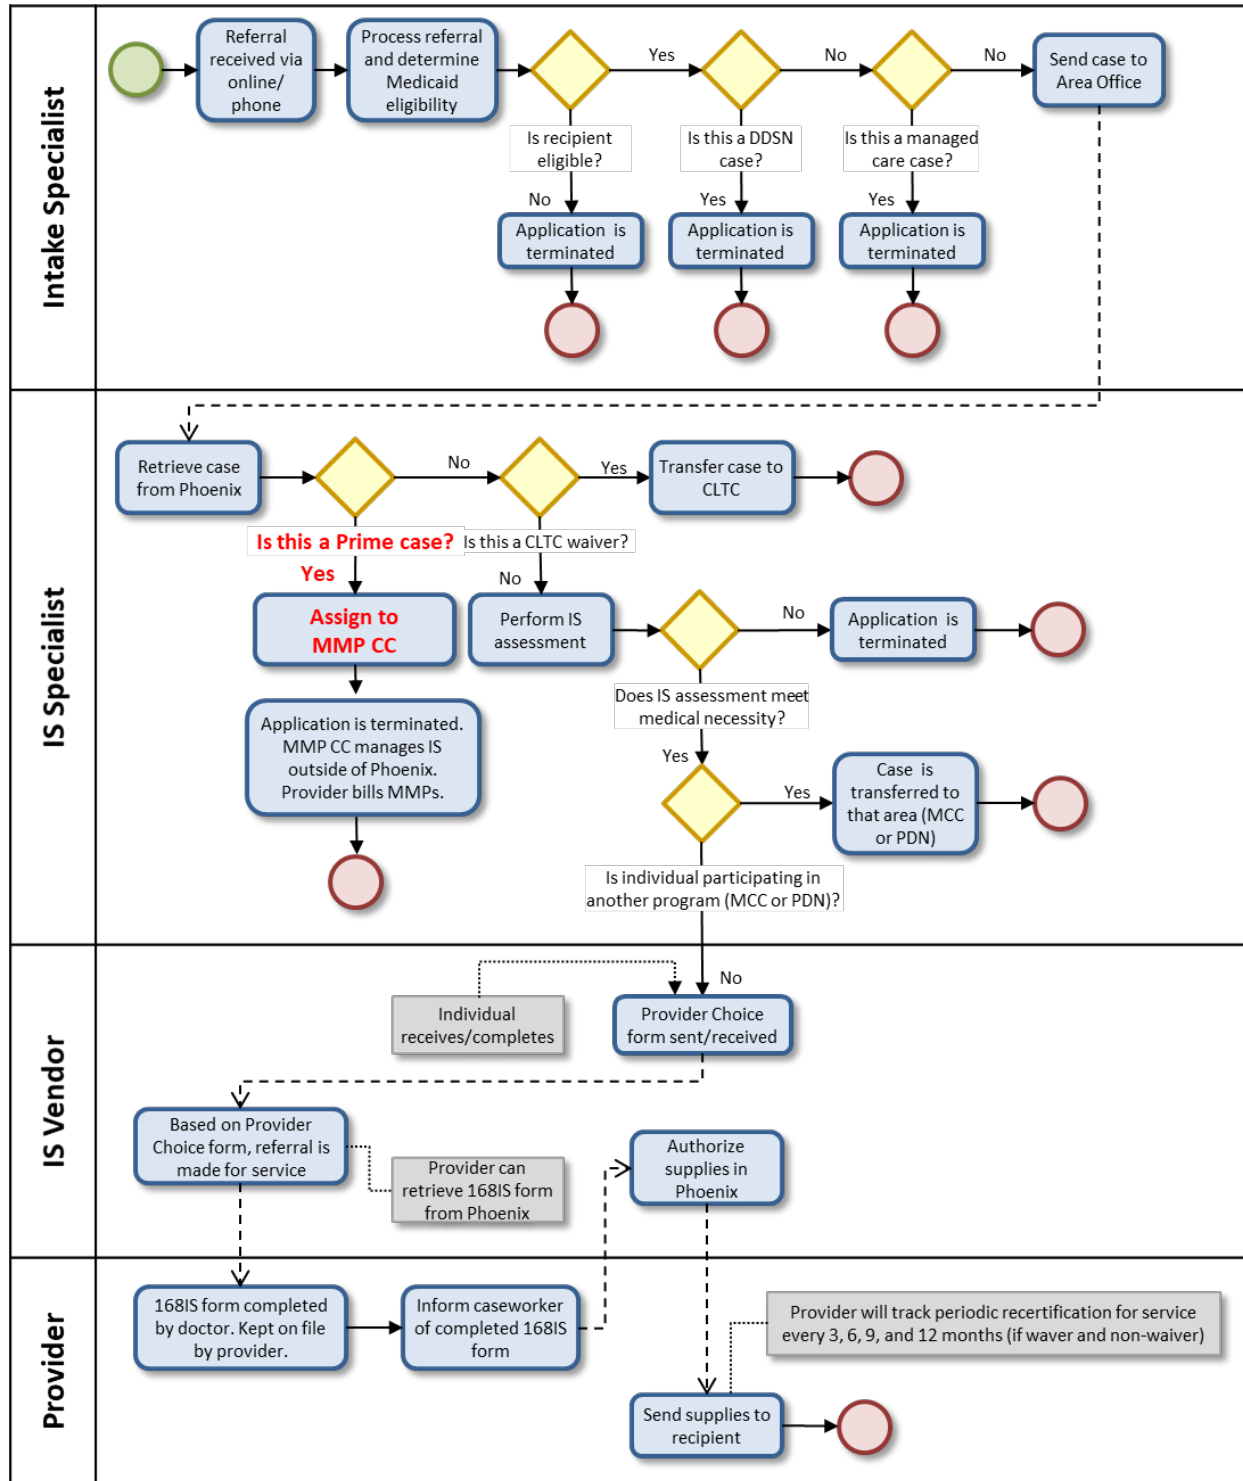 Intake Specialist
Referral
received via
online/
phone
Process referral
and determine
Medicaid
eligibility
Yes
No
No
Send case to
Area Office
Is recipient
eligible?
Is this a DDSN
case?
Is this a managed
care case?
No
Yes
Yes
Application is
terminated
Application is
terminated
Application is
terminated
IS Specialist
Retrieve case
from Phoenix
No
Yes
Transfer case to
CLTC
Is this a Prime case?
Is this a CLTC waiver?
Yes
No
Assign to
MMP CC
Perform IS
assessment
No
Application is
terminated
Does IS assessment meet
medical necessity?
Application is terminated.
MMP CC manages IS
outside of Phoenix.
Provider bills MMPs.
Yes
Yes
Case is
transferred to
that area (MCC
or PDN)
Is individual participating in
another program (MCC or PDN)?
IS Vendor
No
Individual
receives/completes
Provider Choice
form sent/received
Based on Provider
Choice form, referral is
made for service
Provider can
retrieve 168IS form
from Phoenix
Authorize
supplies in
Phoenix
Provider
168IS form completed
by doctor. Kept on file
by provider.
Inform caseworker
of completed 168IS
form
Provider will track periodic recertification for service
every 3, 6, 9, and 12 months (if waver and non-waiver)
Send supplies to
recipient